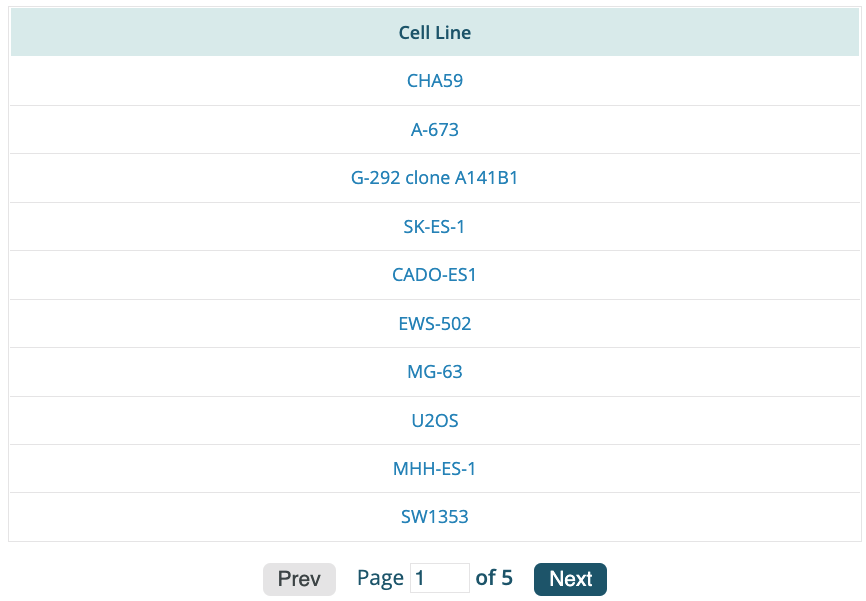 Cell Line
CHA59
A-673
G-292 clone A141B1
SK-ES-1
CADO-ES1
EWS-502
MG-63
U2OS
MHH-ES-1
SW1353
Prev Page 1 of 5 Next